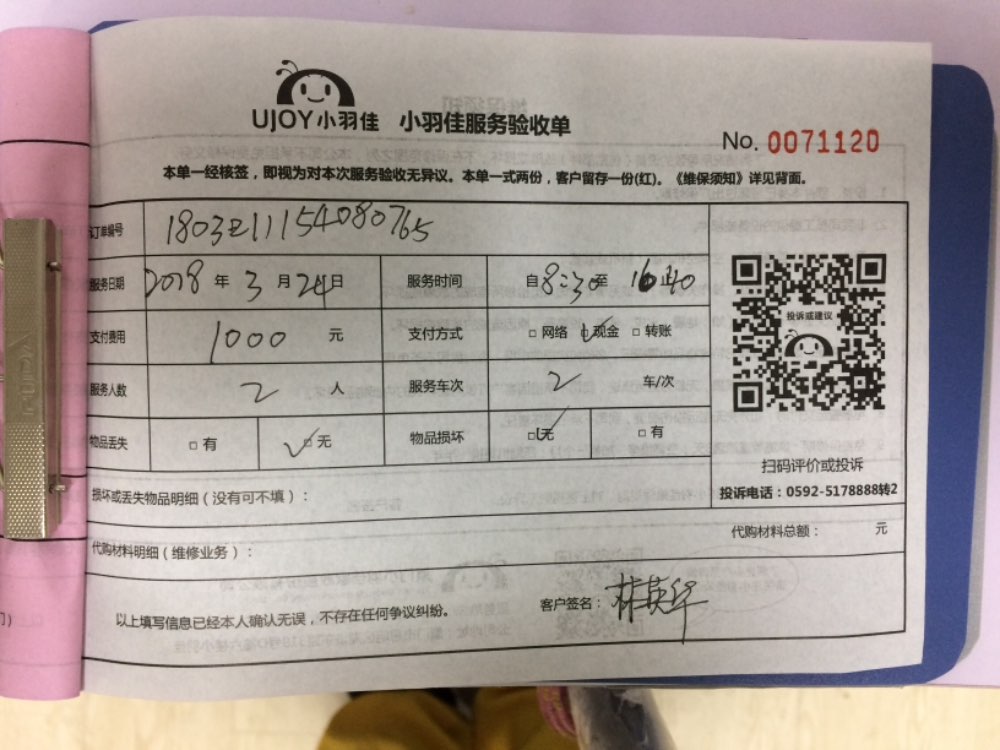 UJOY小羽佳 小羽佳服务验收单
No. 0071120
本单一经核签，即视为对本次服务验收无异议。本单一式两份，客户留存一份(红)。《维保须知》详见背面。
订单编号 1803Z11154080765
服务日期 2018 年 3 月 24 日 服务时间 自 8:30 至 16:40
投诉或建议
支付费用 1000 元 支付方式 □网络 ☑现金 □转账
服务人数 2 人 服务车次 2 车/次
物品丢失 □有 ☑无 物品损坏 ☑无 □有
扫码评价或投诉
投诉电话：0592-5178888转2
损坏或丢失物品明细（没有可不填）：
代购材料明细（维修业务）： 代购材料总额： 元
以上填写信息已经本人确认无误，不存在任何争议纠纷。 客户签名：林英华